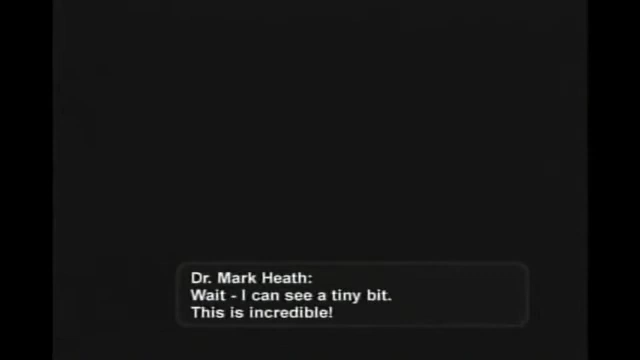 Dr. Mark Heath:
Wait - I can see a tiny bit.
This is incredible!